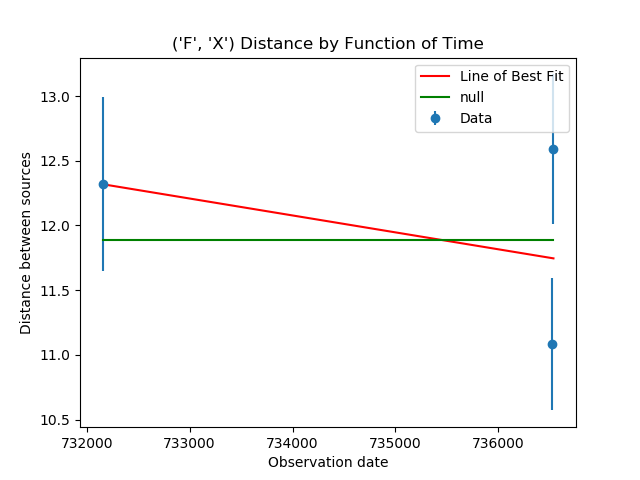 ('F', 'X') Distance by Function of Time
Line of Best Fit
null
Data
Distance between sources
13.0
12.5
12.0
11.5
11.0
10.5
732000 733000 734000 735000 736000
Observation date